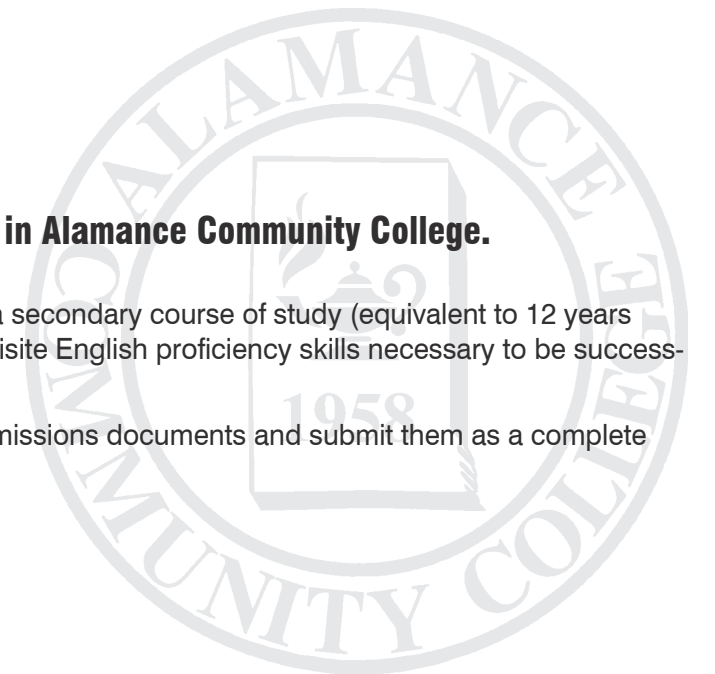 in Alamance Community College.
a secondary course of study (equivalent to 12 years
isite English proficiency skills necessary to be success-
missions documents and submit them as a complete
ALAMANCE
COMMUNITY COLLEGE
1958